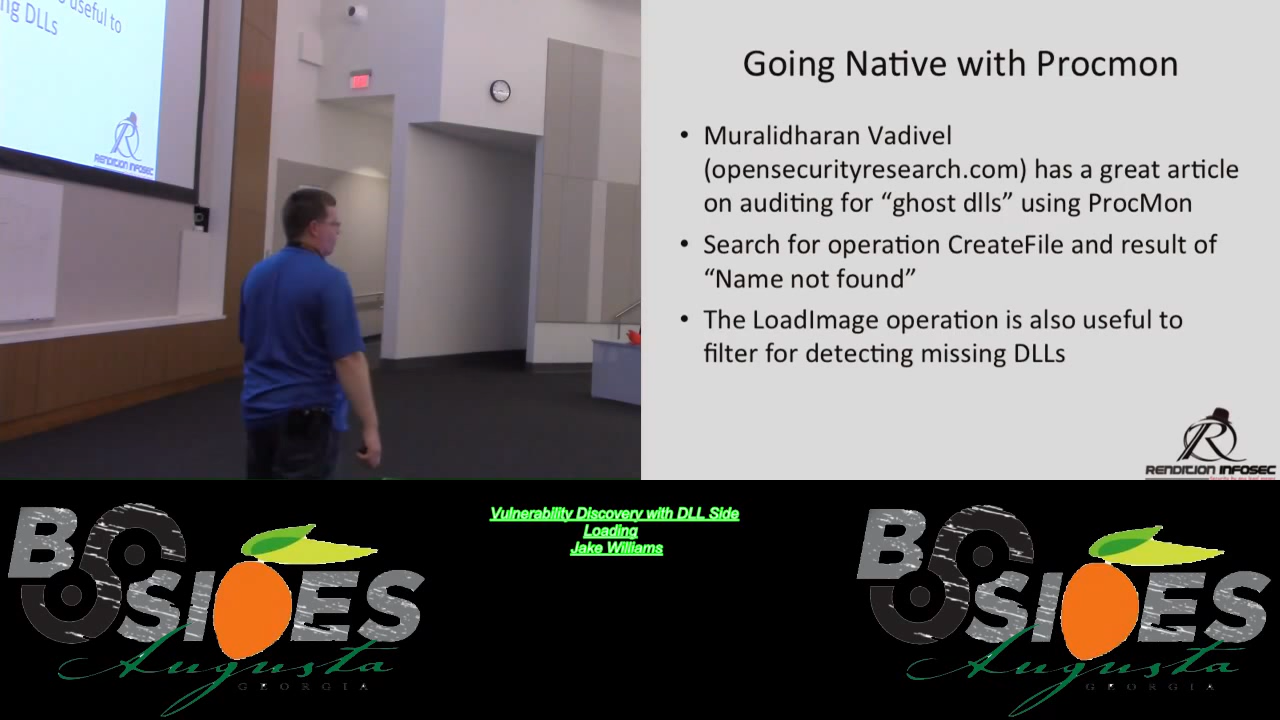 useful to
ng DLLs
RENDITION INFOSEC
Going Native with Procmon
• Muralidharan Vadivel
(opensecurityresearch.com) has a great article
on auditing for “ghost dlls” using ProcMon
• Search for operation CreateFile and result of
“Name not found”
• The LoadImage operation is also useful to
filter for detecting missing DLLs
RENDITION INFOSEC
Vulnerability Discovery with DLL Side
Loading
Jake Williams
BSIDES
Augusta
GEORGIA
BSIDES
Augusta
GEORGIA